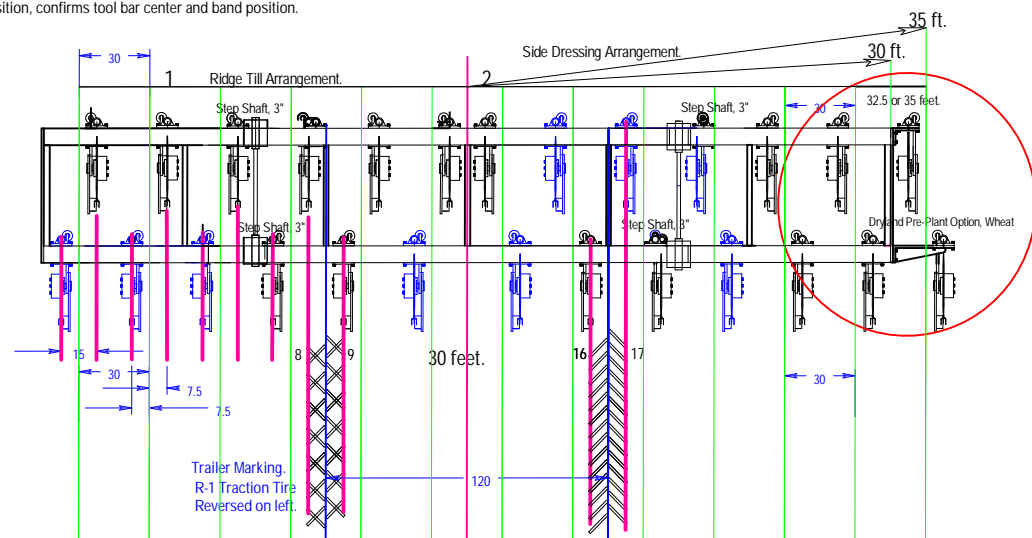 sition, confirms tool bar center and band position.
35 ft.
30
Side Dressing Arrangement.
30 ft.
1
Ridge Till Arrangement.
2
Step Shaft, 3"
Step Shaft, 3"
30
32.5 or 35 feet.
Step Shaft, 3"
Step Shaft, 3"
Dryland Pre-Plant Option, Wheat
15
8
9
30 feet.
16
17
30
30
7.5
7.5
Trailer Marking.
R-1 Traction Tire
Reversed on left.
120